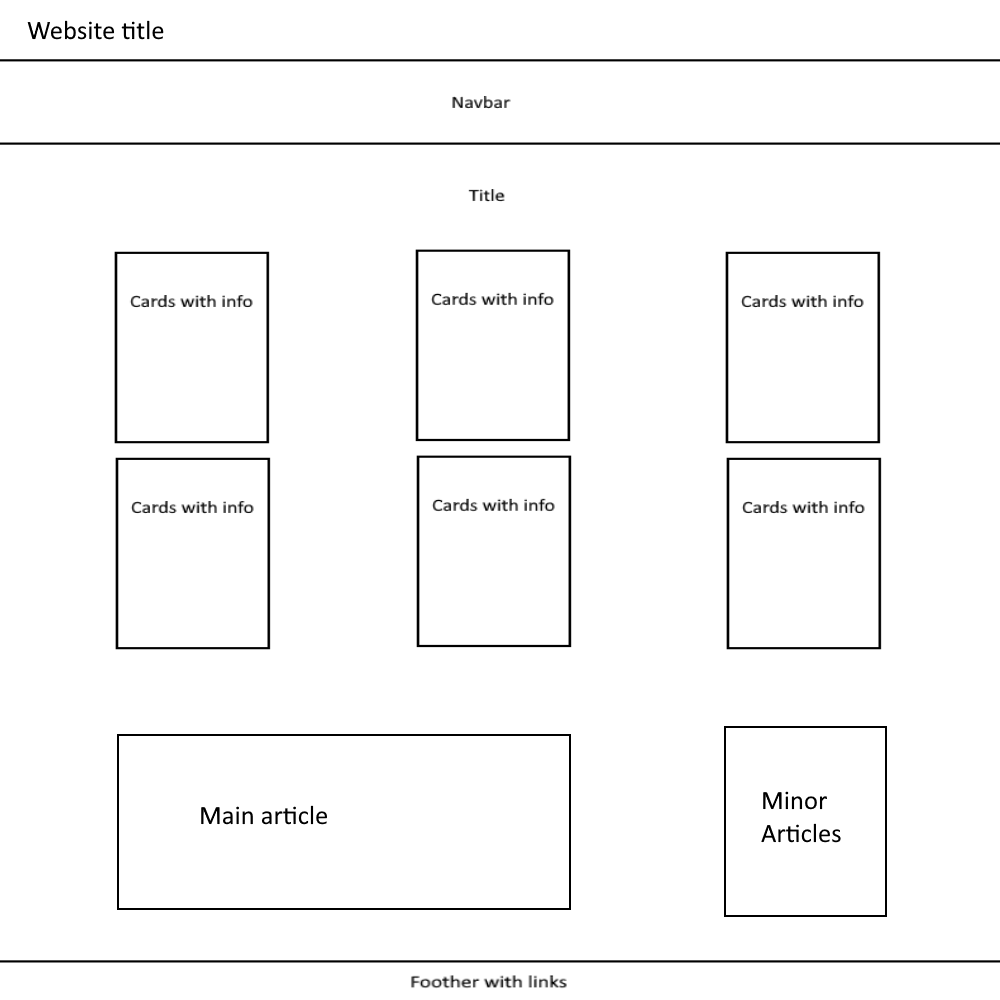 Website title
Navbar
Title
Cards with info
Cards with info
Cards with info
Cards with info
Cards with info
Cards with info
Main article
Minor
Articles
Foother with links